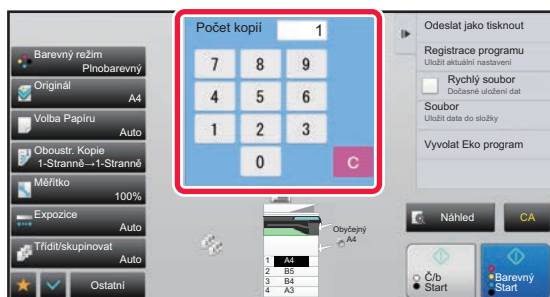 Barevný režim
Plnobarevný
Originál
A4
Volba Papíru
Auto
Oboustr. Kopie
1-Stranně→1-Stranně
Měřítko
100%
Expozice
Auto
Třídit/skupinovat
Auto
Ostatní
Počet kopií 1
7 8 9
4 5 6
1 2 3
0 C
Obyčejný
A4
1 A4
2 B5
3 B4
4 A3
Odeslat jako tisknout
Registrace programu
Uložit aktuální nastavení
Rychlý soubor
Dočasné uložení dat
Soubor
Uložit data do složky
Vyvolat Eko program
Náhled
CA
Č/b
Start
Barevný
Start